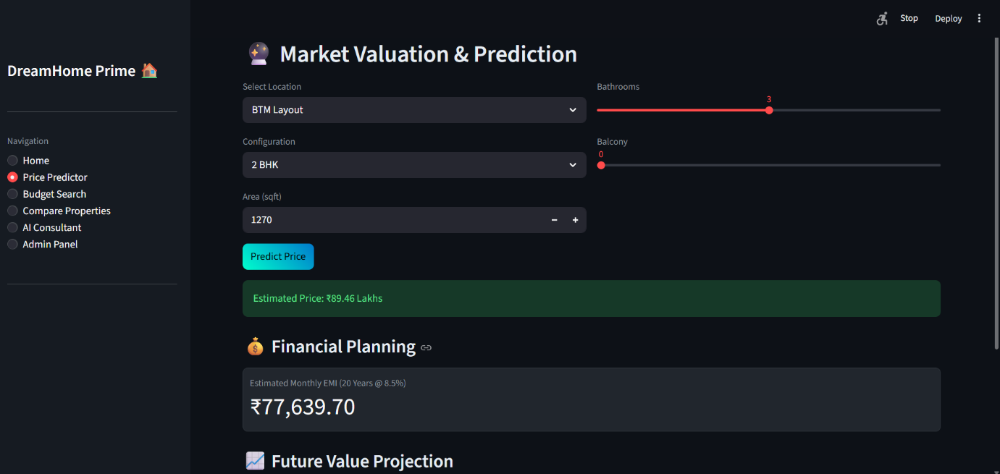 Stop
Deploy
DreamHome Prime
Navigation
Home
Price Predictor
Budget Search
Compare Properties
AI Consultant
Admin Panel
Market Valuation & Prediction
Select Location
BTM Layout
Bathrooms
3
Configuration
2 BHK
Balcony
0
Area (sqft)
1270
Predict Price
Estimated Price: ₹89.46 Lakhs
Financial Planning
Estimated Monthly EMI (20 Years @ 8.5%)
₹77,639.70
Future Value Projection